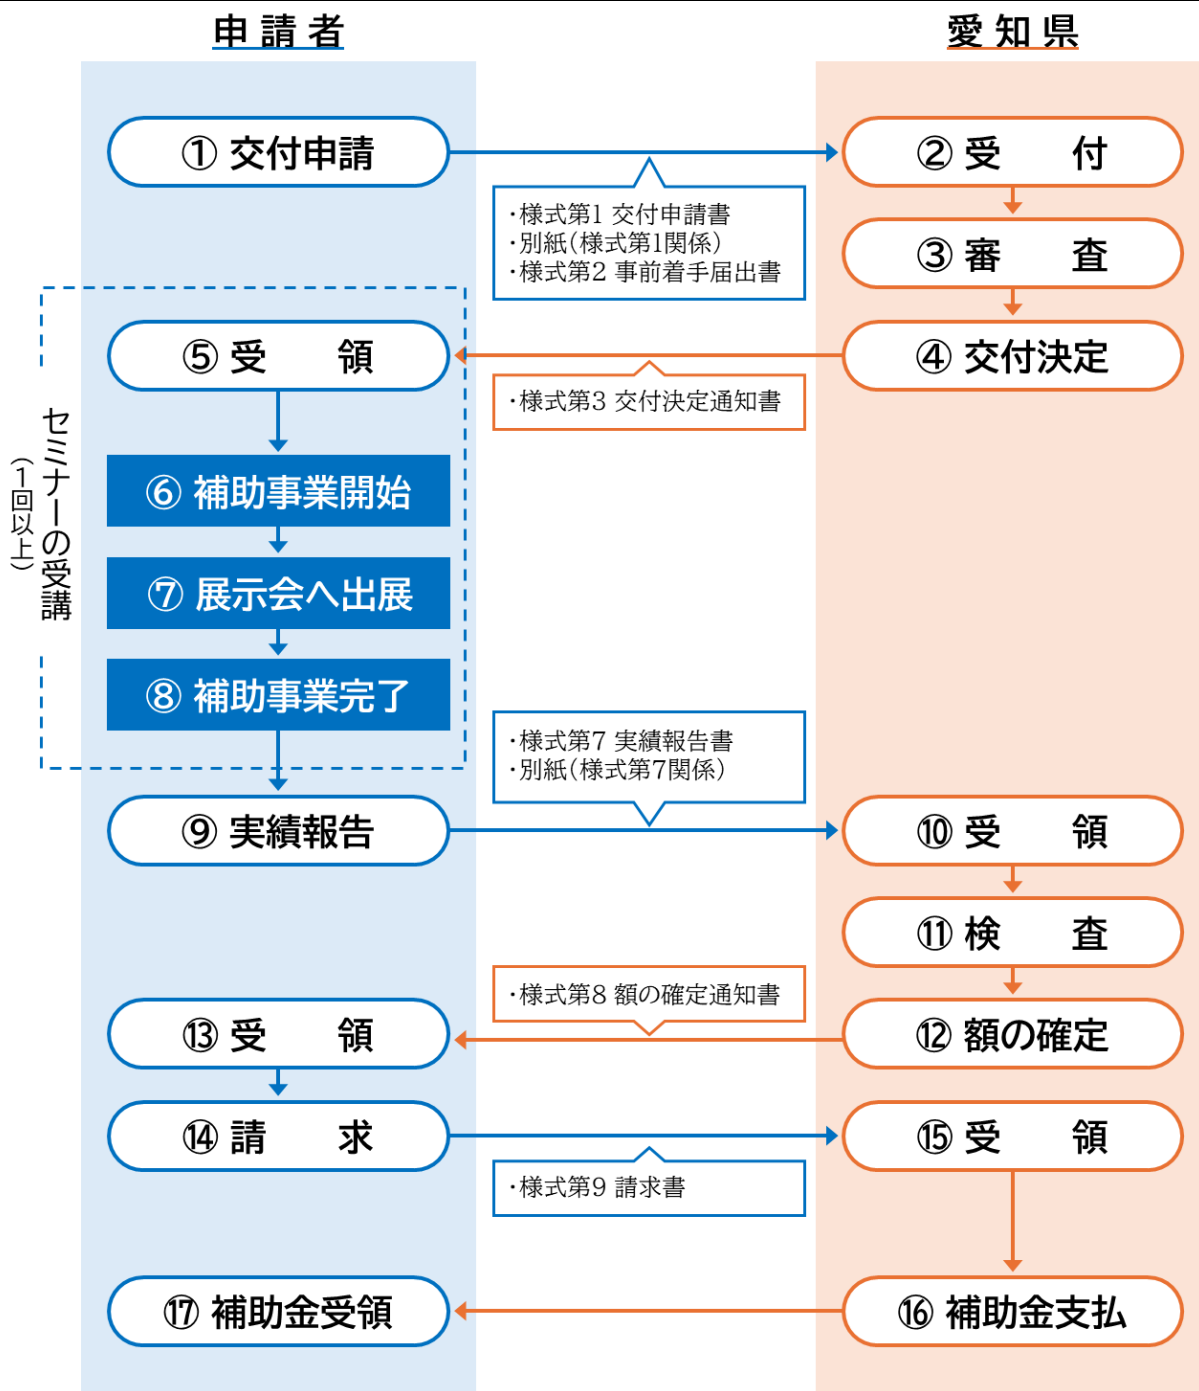 申請者
愛知県
① 交付申請
② 受　付
・様式第1 交付申請書
・別紙（様式第1関係）
・様式第2 事前着手届出書
③ 審　査
④ 交付決定
⑤ 受　領
・様式第3 交付決定通知書
セミナーの受講
（1回以上）
⑥ 補助事業開始
⑦ 展示会へ出展
⑧ 補助事業完了
・様式第7 実績報告書
・別紙（様式第7関係）
⑨ 実績報告
⑩ 受　領
⑪ 検　査
・様式第8 額の確定通知書
⑫ 額の確定
⑬ 受　領
⑭ 請　求
⑮ 受　領
・様式第9 請求書
⑯ 補助金支払
⑰ 補助金受領